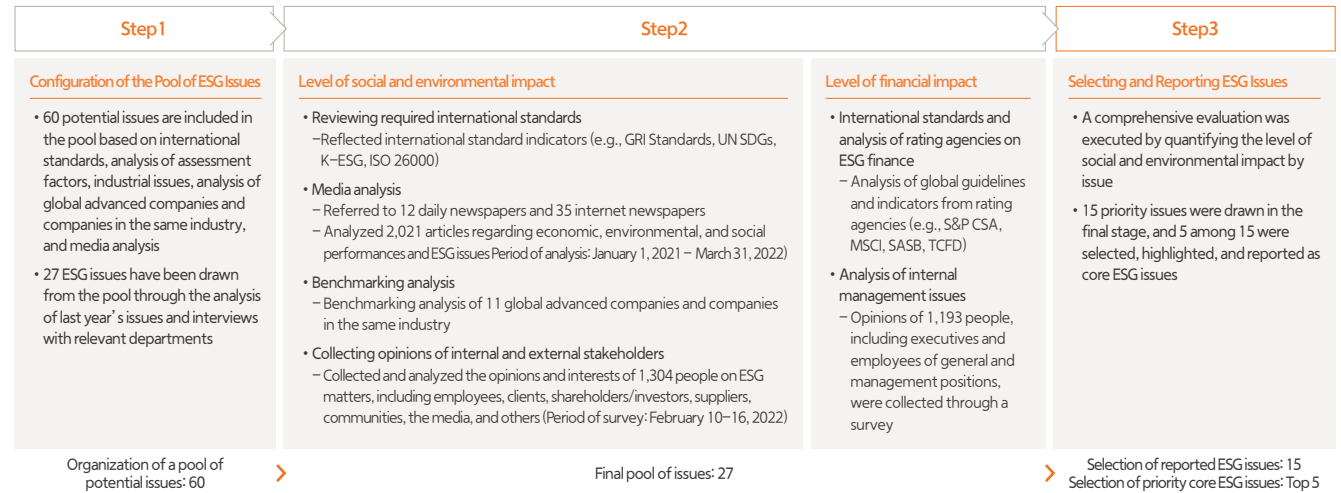 Step1
Step2
Step3
Configuration of the Pool of ESG Issues
• 60 potential issues are included in
the pool based on international
standards, analysis of assessment
factors, industrial issues, analysis of
global advanced companies and
companies in the same industry,
and media analysis
• 27 ESG issues have been drawn
from the pool through the analysis
of last year's issues and interviews
with relevant departments
Level of social and environmental impact
• Reviewing required international standards
–Reflected international standard indicators (e.g., GRI Standards, UN SDGs,
K-ESG, ISO 26000)
• Media analysis
– Referred to 12 daily newspapers and 35 internet newspapers
– Analyzed 2,021 articles regarding economic, environmental, and social
performances and ESG issues Period of analysis: January 1, 2021 – March 31, 2022)
• Benchmarking analysis
– Benchmarking analysis of 11 global advanced companies and companies
in the same industry
• Collecting opinions of internal and external stakeholders
– Collected and analyzed the opinions and interests of 1,304 people on ESG
matters, including employees, clients, shareholders/investors, suppliers,
communities, the media, and others (Period of survey: February 10–16, 2022)
Level of financial impact
• International standards and
analysis of rating agencies on
ESG finance
– Analysis of global guidelines
and indicators from rating
agencies (e.g., S&P CSA,
MSCI, SASB, TCFD)
• Analysis of internal
management issues
– Opinions of 1,193 people,
including executives and
employees of general and
management positions,
were collected through a
survey
Selecting and Reporting ESG Issues
• A comprehensive evaluation was
executed by quantifying the level of
social and environmental impact by
issue
• 15 priority issues were drawn in the
final stage, and 5 among 15 were
selected, highlighted, and reported as
core ESG issues
Organization of a pool of
potential issues: 60
Final pool of issues: 27
Selection of reported ESG issues: 15
Selection of priority core ESG issues: Top 5